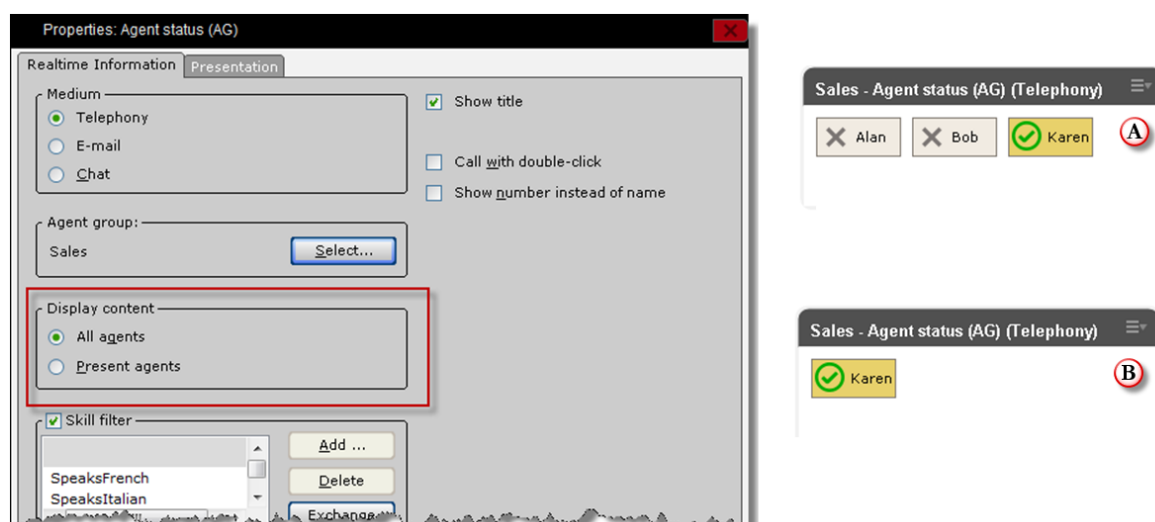 Properties: Agent status (AG)
Realtime Information Presentation
Medium
Telephony
E-mail
Chat
Show title
Call with double-click
Show number instead of name
Agent group:
Sales
Select...
Display content
All agents
Present agents
Skill filter
Add ...
SpeaksFrench
Delete
SpeaksItalian
Exchange
Sales - Agent status (AG) (Telephony)
Alan Bob Karen A
Sales - Agent status (AG) (Telephony)
Karen B